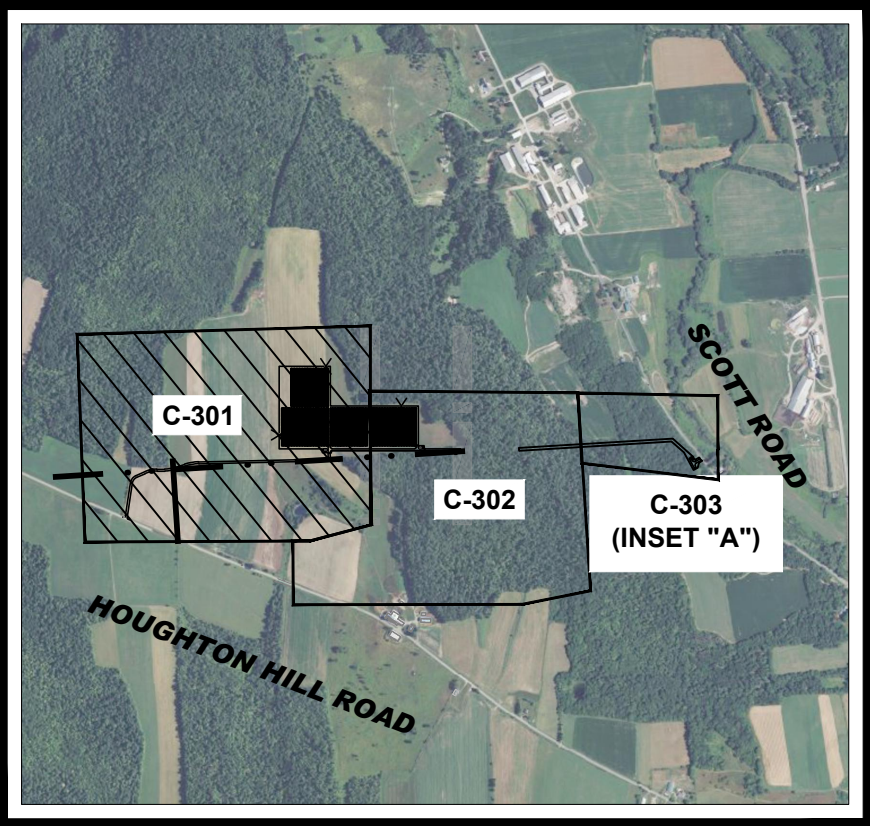 SCOTT ROAD
C-301
C-302
C-303
(INSET "A")
HOUGHTON HILL ROAD